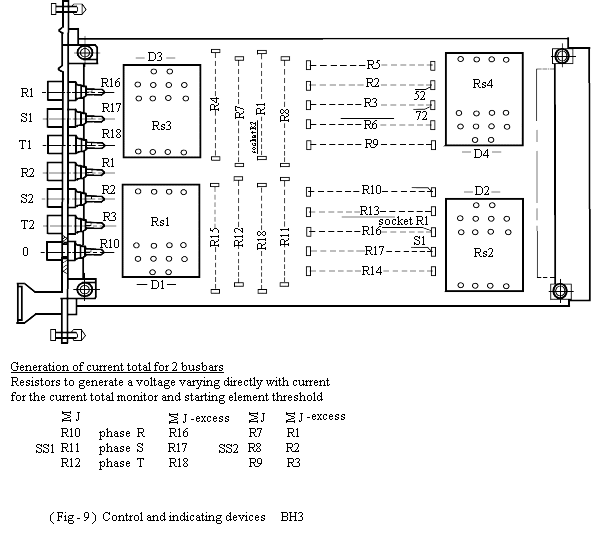 D3
R5
R2
52
R3
72
R6
R9
Rs4
D4
R1
R16
S1
R17
T1
R18
R2
R1
S2
R2
T2
R3
0
R10
Rs3
R4
R7
socket R2
R1
R8
Rs1
D1
R15
R12
R18
R11
R10
R13
socket R1
R16
S1
R17
R14
D2
Rs2
Generation of current total for 2 busbars
Resistors to generate a voltage varying directly with current
for the current total monitor and starting element threshold
M J M J -excess M J M J -excess
R10 phase R R16 R7 R1
SS1 R11 phase S R17 SS2 R8 R2
R12 phase T R18 R9 R3
( Fig - 9 ) Control and indicating devices BH3